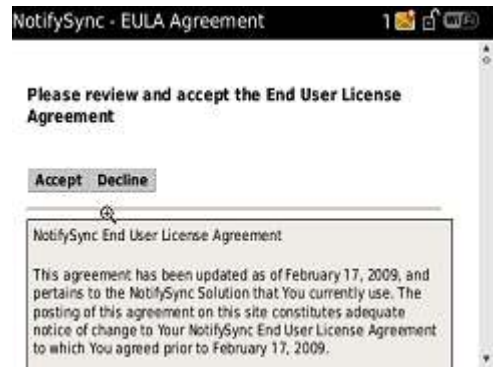 NotifySync - EULA Agreement 1 WiFi
Please review and accept the End User License
Agreement
Accept Decline
NotifySync End User License Agreement
This agreement has been updated as of February 17, 2009, and
pertains to the NotifySync Solution that You currently use. The
posting of this agreement on this site constitutes adequate
notice of change to Your NotifySync End User License Agreement
to which You agreed prior to February 17, 2009.